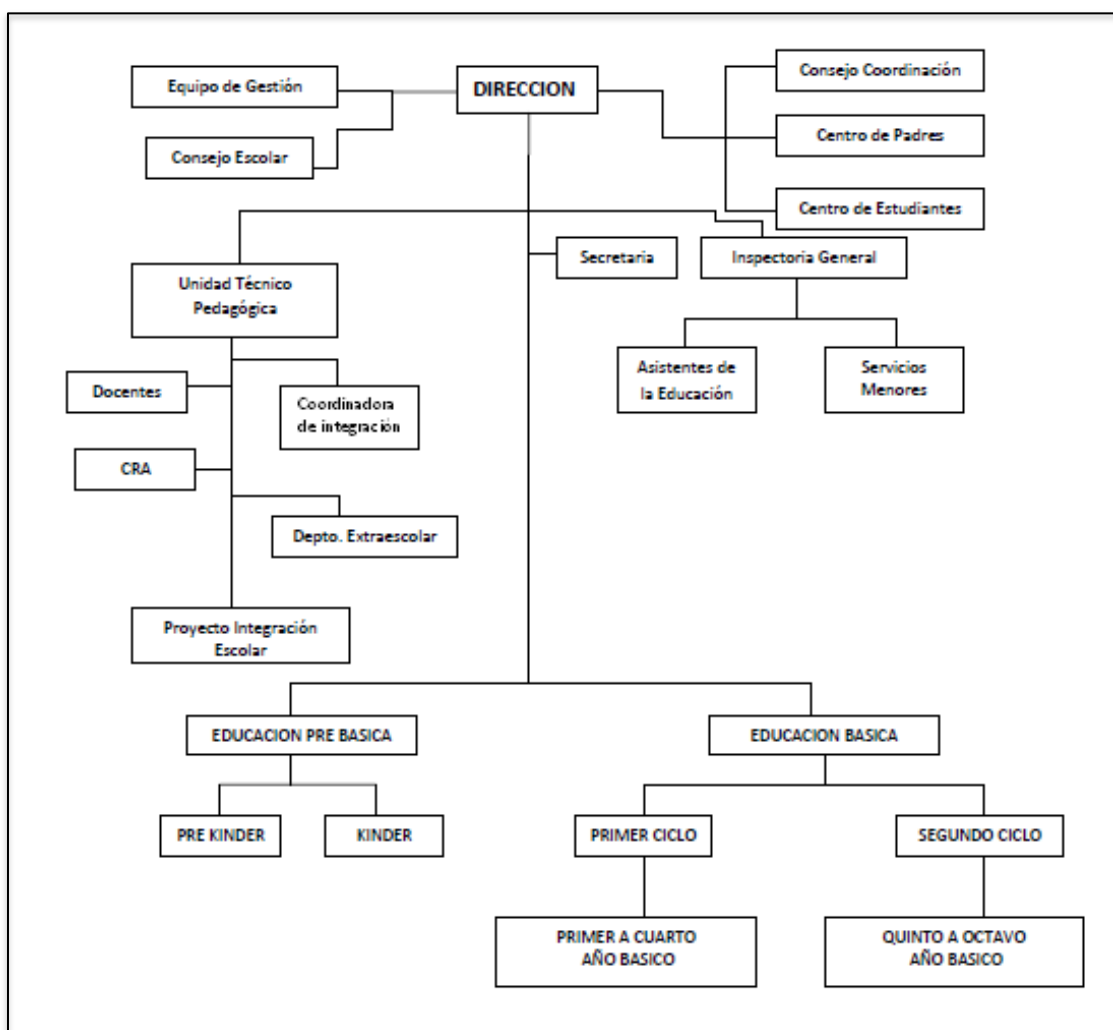 Equipo de Gestión
DIRECCION
Consejo Coordinación
Centro de Padres
Consejo Escolar
Centro de Estudiantes
Unidad Técnico
Pedagógica
Secretaria
Inspectoria General
Asistentes de
la Educación
Servicios
Menores
Docentes
Coordinadora
de integración
CRA
Depto. Extraescolar
Proyecto Integración
Escolar
EDUCACION PRE BASICA
EDUCACION BASICA
PRE KINDER
KINDER
PRIMER CICLO
SEGUNDO CICLO
PRIMER A CUARTO
AÑO BASICO
QUINTO A OCTAVO
AÑO BASICO